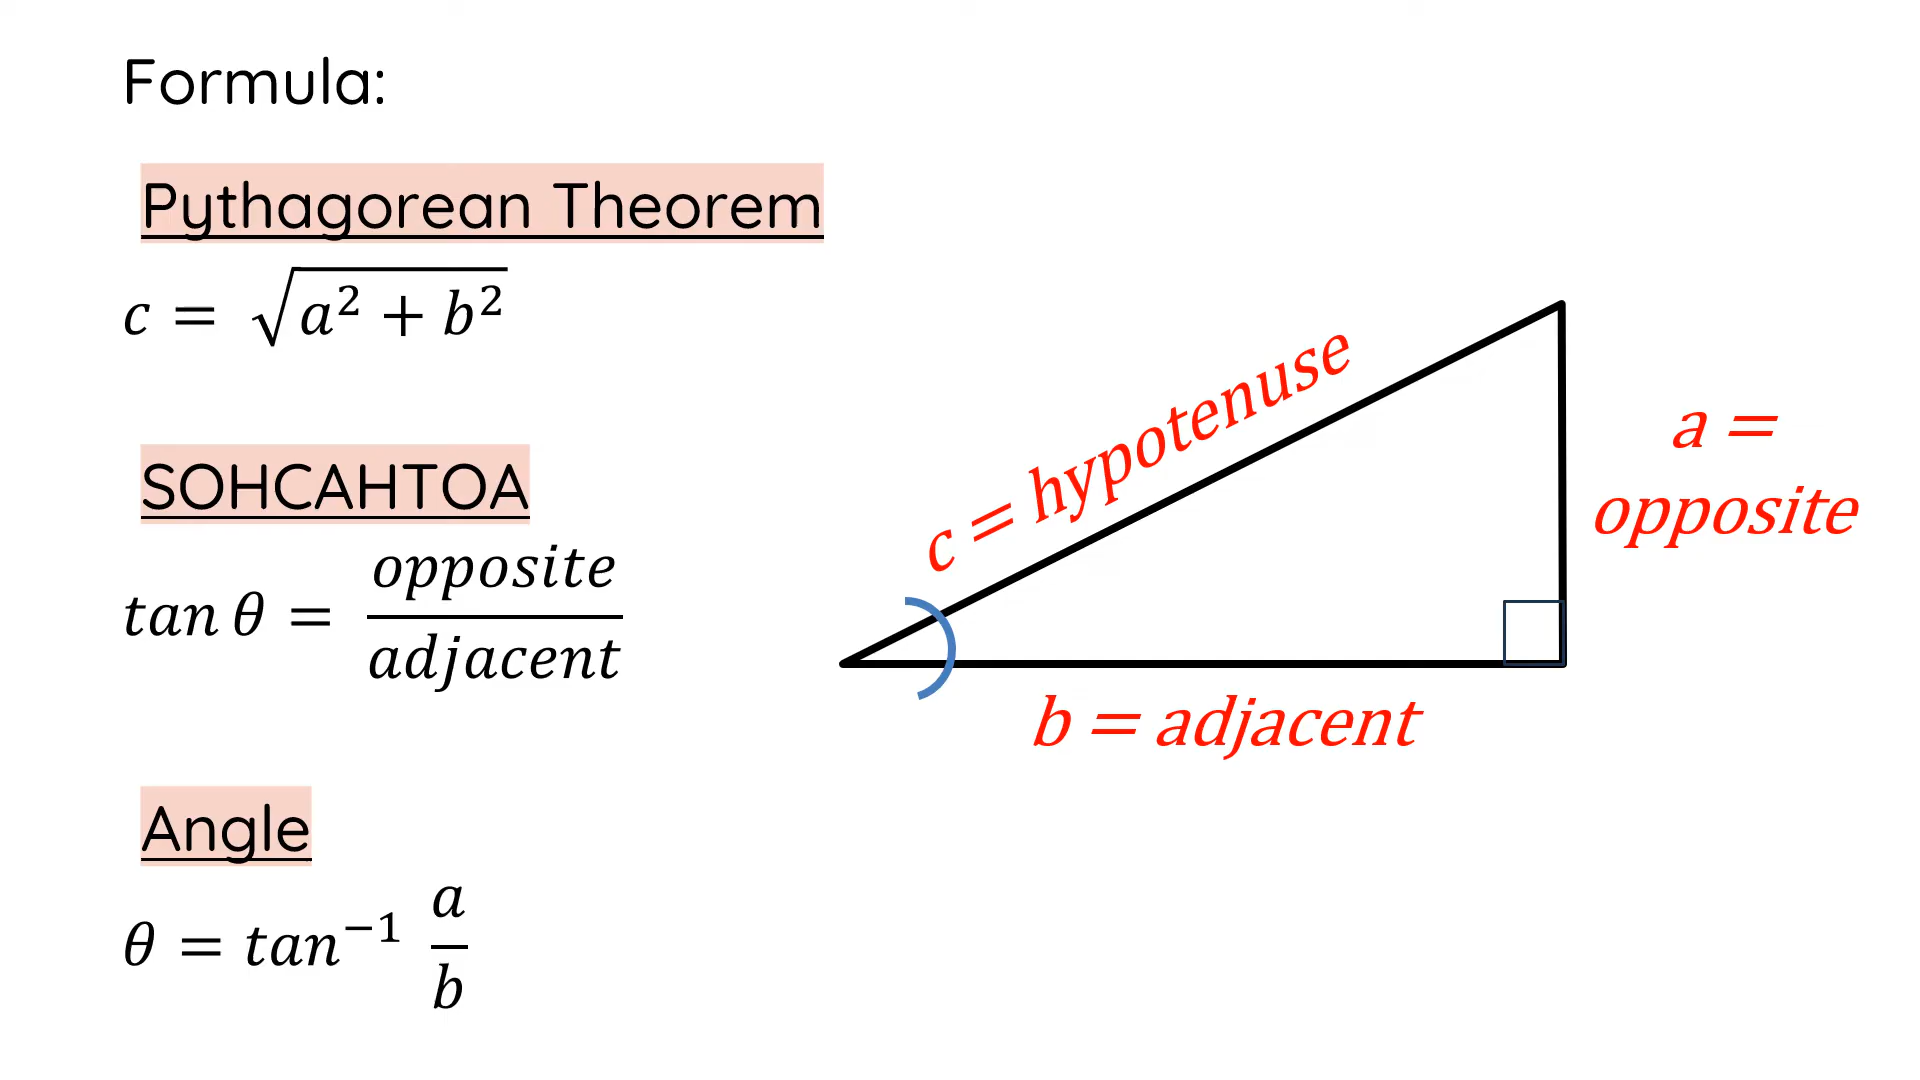 Formula:
Pythagorean Theorem
c = √a² + b²
SOHCAHTOA
tan θ = opposite / adjacent
Angle
θ = tan⁻¹ a / b
c = hypotenuse
a =
opposite
b = adjacent